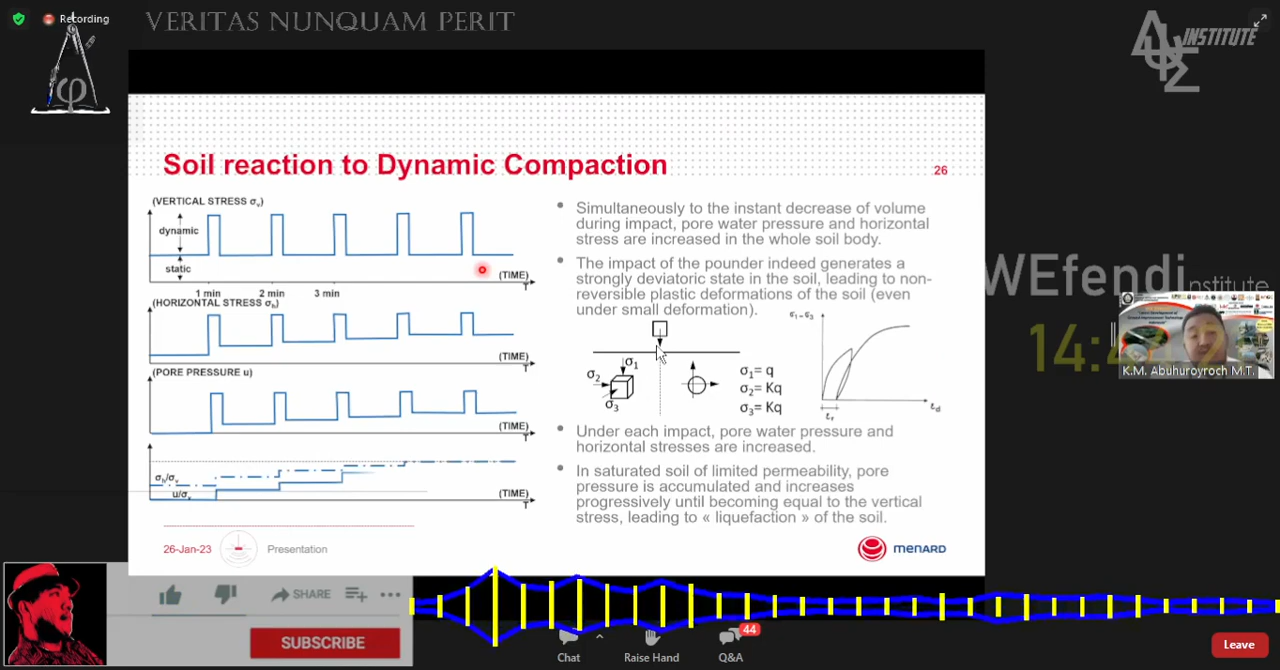 Recording
VERITAS NUNQUAM PERIT
INSTITUTE
Soil reaction to Dynamic Compaction
26
(VERTICAL STRESS σv)
dynamic
static
(TIME)
T
1 min 2 min 3 min
(HORIZONTAL STRESS σh)
(TIME)
T
(PORE PRESSURE u)
(TIME)
T
σh/σv
u/σv
(TIME)
T
• Simultaneously to the instant decrease of volume
during impact, pore water pressure and horizontal
stress are increased in the whole soil body.
• The impact of the pounder indeed generates a
strongly deviatoric state in the soil, leading to non-
reversible plastic deformations of the soil (even
under small deformation).
σ1
σ2
σ3
σ1= q
σ2= Kq
σ3= Kq
σ1-σ3
εr
εd
• Under each impact, pore water pressure and
horizontal stresses are increased.
• In saturated soil of limited permeability, pore
pressure is accumulated and increases
progressively until becoming equal to the vertical
stress, leading to « liquefaction » of the soil.
26-Jan-23
Presentation
MENARD
WEfendi
institute
K.M. Abuhuroyroch M.T.
SHARE
SUBSCRIBE
Chat
Raise Hand
Q&A
44
Leave